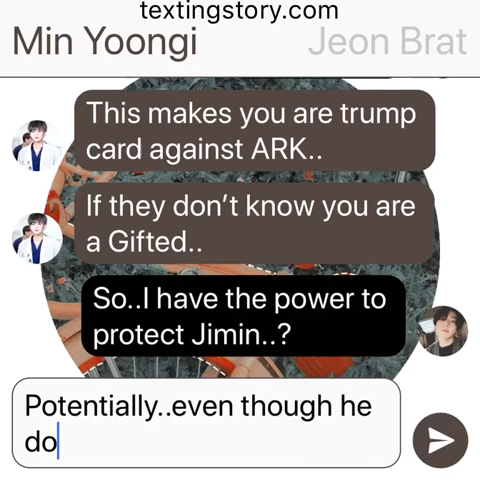 textingstory.com
Min Yoongi
Jeon Brat
This makes you are trump
card against ARK..
If they don’t know you are
a Gifted..
So..I have the power to
protect Jimin..?
Potentially..even though he
do